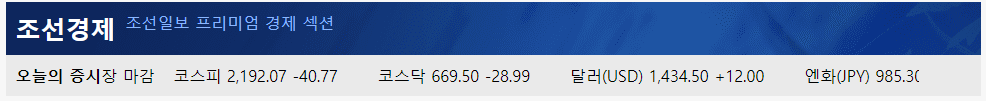 조선경제 조선일보 프리미엄 경제 섹션
오늘의 증시장 마감 코스피 2,192.07 -40.77 코스닥 669.50 -28.99 달러(USD) 1,434.50 +12.00 엔화(JPY) 985.30